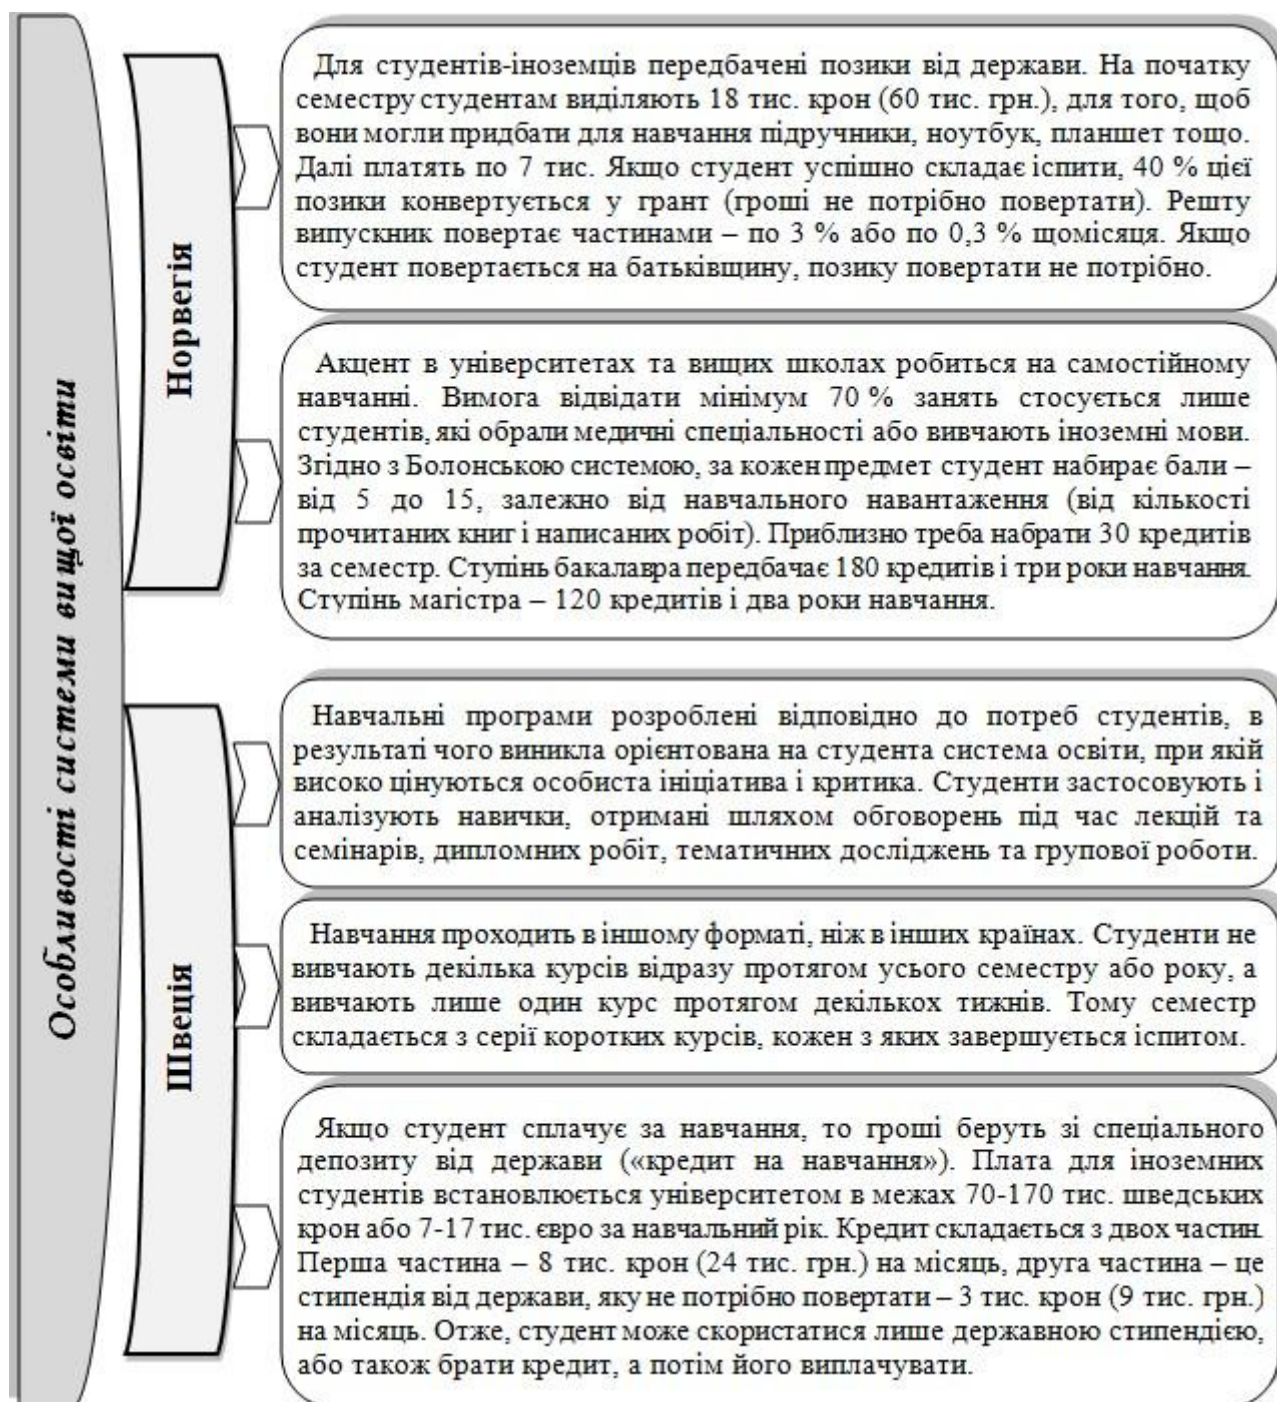 Особливості системи вищої освіти
Норвегія
Для студентів-іноземців передбачені позики від держави. На початку
семестру студентам виділяють 18 тис. крон (60 тис. грн.), для того, щоб
вони могли придбати для навчання підручники, ноутбук, планшет тощо.
Далі платять по 7 тис. Якщо студент успішно складає іспити, 40 % цієї
позики конвертується у грант (гроші не потрібно повертати). Решту
випускник повертає частинами – по 3 % або по 0,3 % щомісяця. Якщо
студент повертається на батьківщину, позику повертати не потрібно.
Акцент в університетах та вищих школах робиться на самостійному
навчанні. Вимога відвідати мінімум 70 % занять стосується лише
студентів, які обрали медичні спеціальності або вивчають іноземні мови.
Згідно з Болонською системою, за кожен предмет студент набирає бали –
від 5 до 15, залежно від навчального навантаження (від кількості
прочитаних книг і написаних робіт). Приблизно треба набрати 30 кредитів
за семестр. Ступінь бакалавра передбачає 180 кредитів і три роки навчання.
Ступінь магістра – 120 кредитів і два роки навчання.
Швеція
Навчальні програми розроблені відповідно до потреб студентів, в
результаті чого виникла орієнтована на студента система освіти, при якій
високо цінуються особиста ініціатива і критика. Студенти застосовують і
аналізують навички, отримані шляхом обговорень під час лекцій та
семінарів, дипломних робіт, тематичних досліджень та групової роботи.
Навчання проходить в іншому форматі, ніж в інших країнах. Студенти не
вивчають декілька курсів відразу протягом усього семестру або року, а
вивчають лише один курс протягом декількох тижнів. Тому семестр
складається з серії коротких курсів, кожен з яких завершується іспитом.
Якщо студент сплачує за навчання, то гроші беруть зі спеціального
депозиту від держави («кредит на навчання»). Плата для іноземних
студентів встановлюється університетом в межах 70-170 тис. шведських
крон або 7-17 тис. євро за навчальний рік. Кредит складається з двох частин.
Перша частина – 8 тис. крон (24 тис. грн.) на місяць, друга частина – це
стипендія від держави, яку не потрібно повертати – 3 тис. крон (9 тис. грн.)
на місяць. Отже, студент може скористатися лише державною стипендією,
або також брати кредит, а потім його виплачувати.